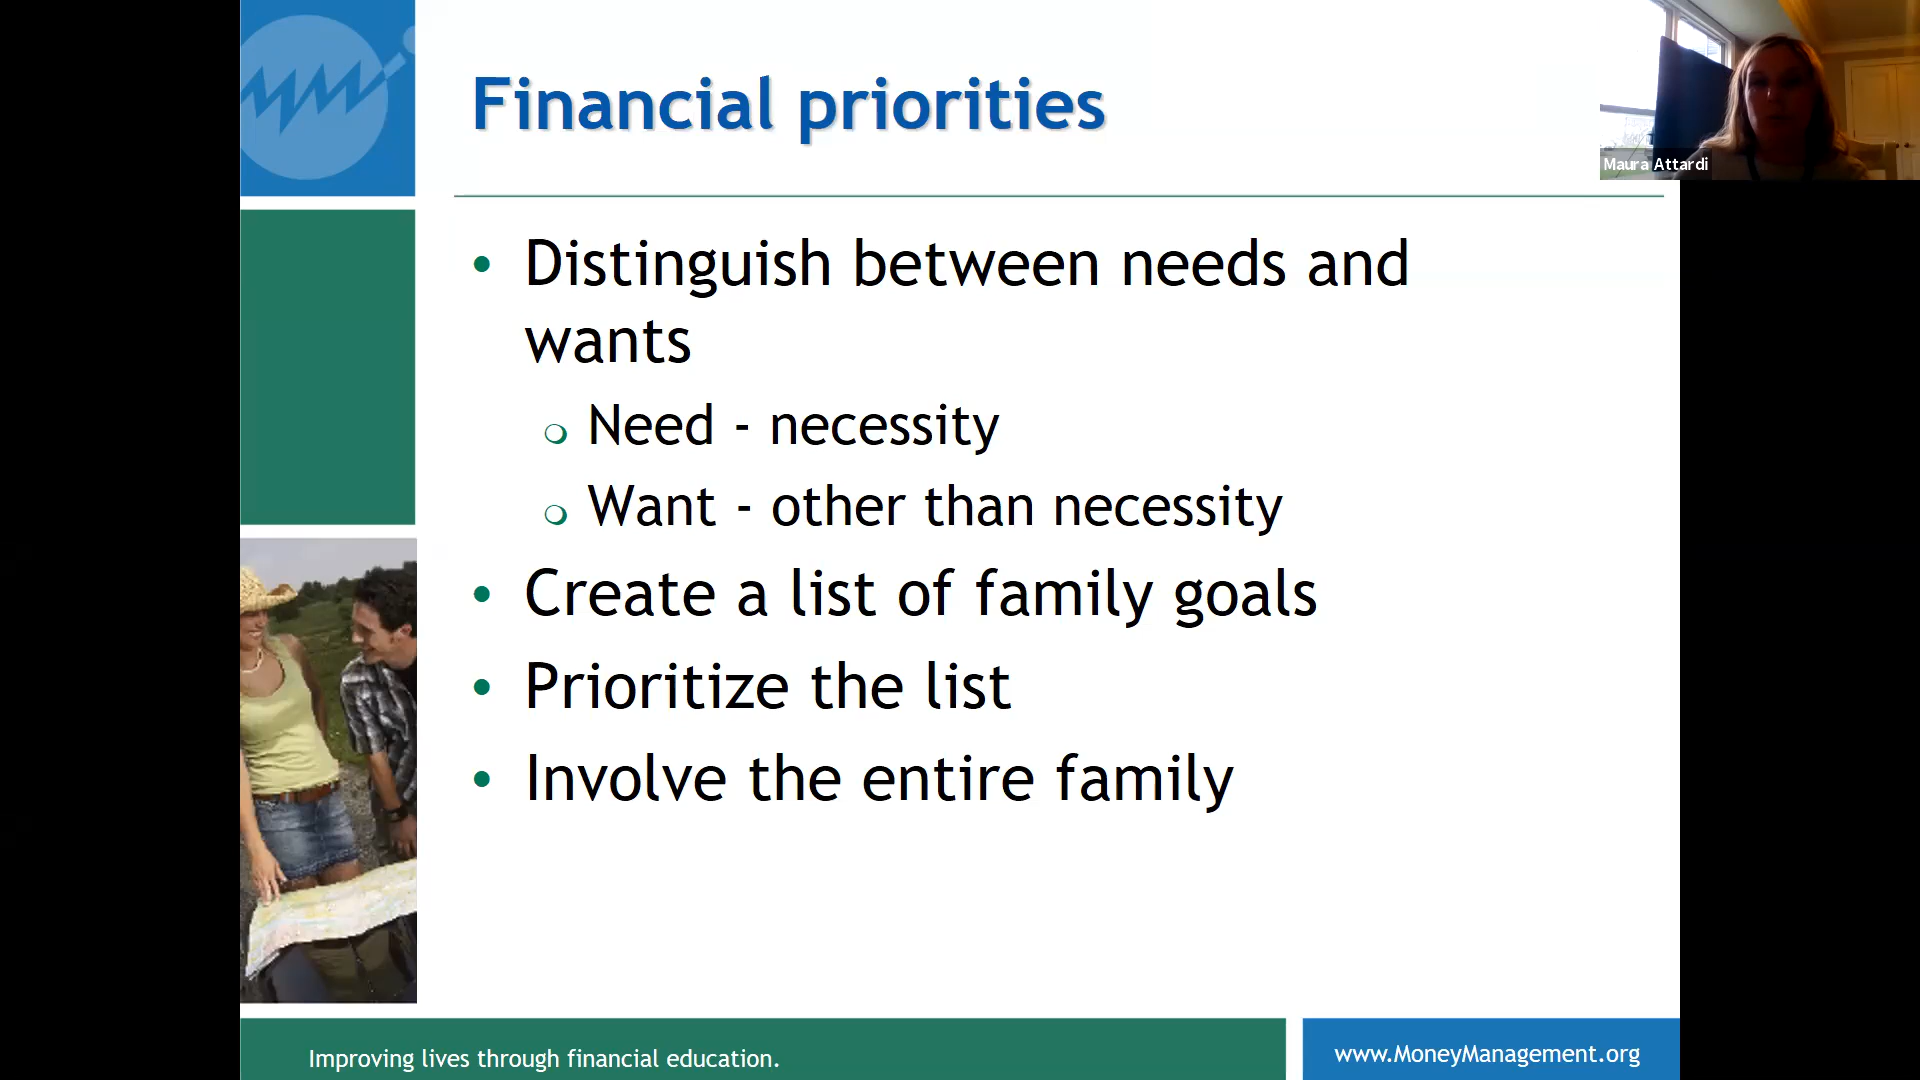 Financial priorities
Maura Attardi
• Distinguish between needs and
wants
○ Need - necessity
○ Want - other than necessity
• Create a list of family goals
• Prioritize the list
• Involve the entire family
Improving lives through financial education.
www.MoneyManagement.org